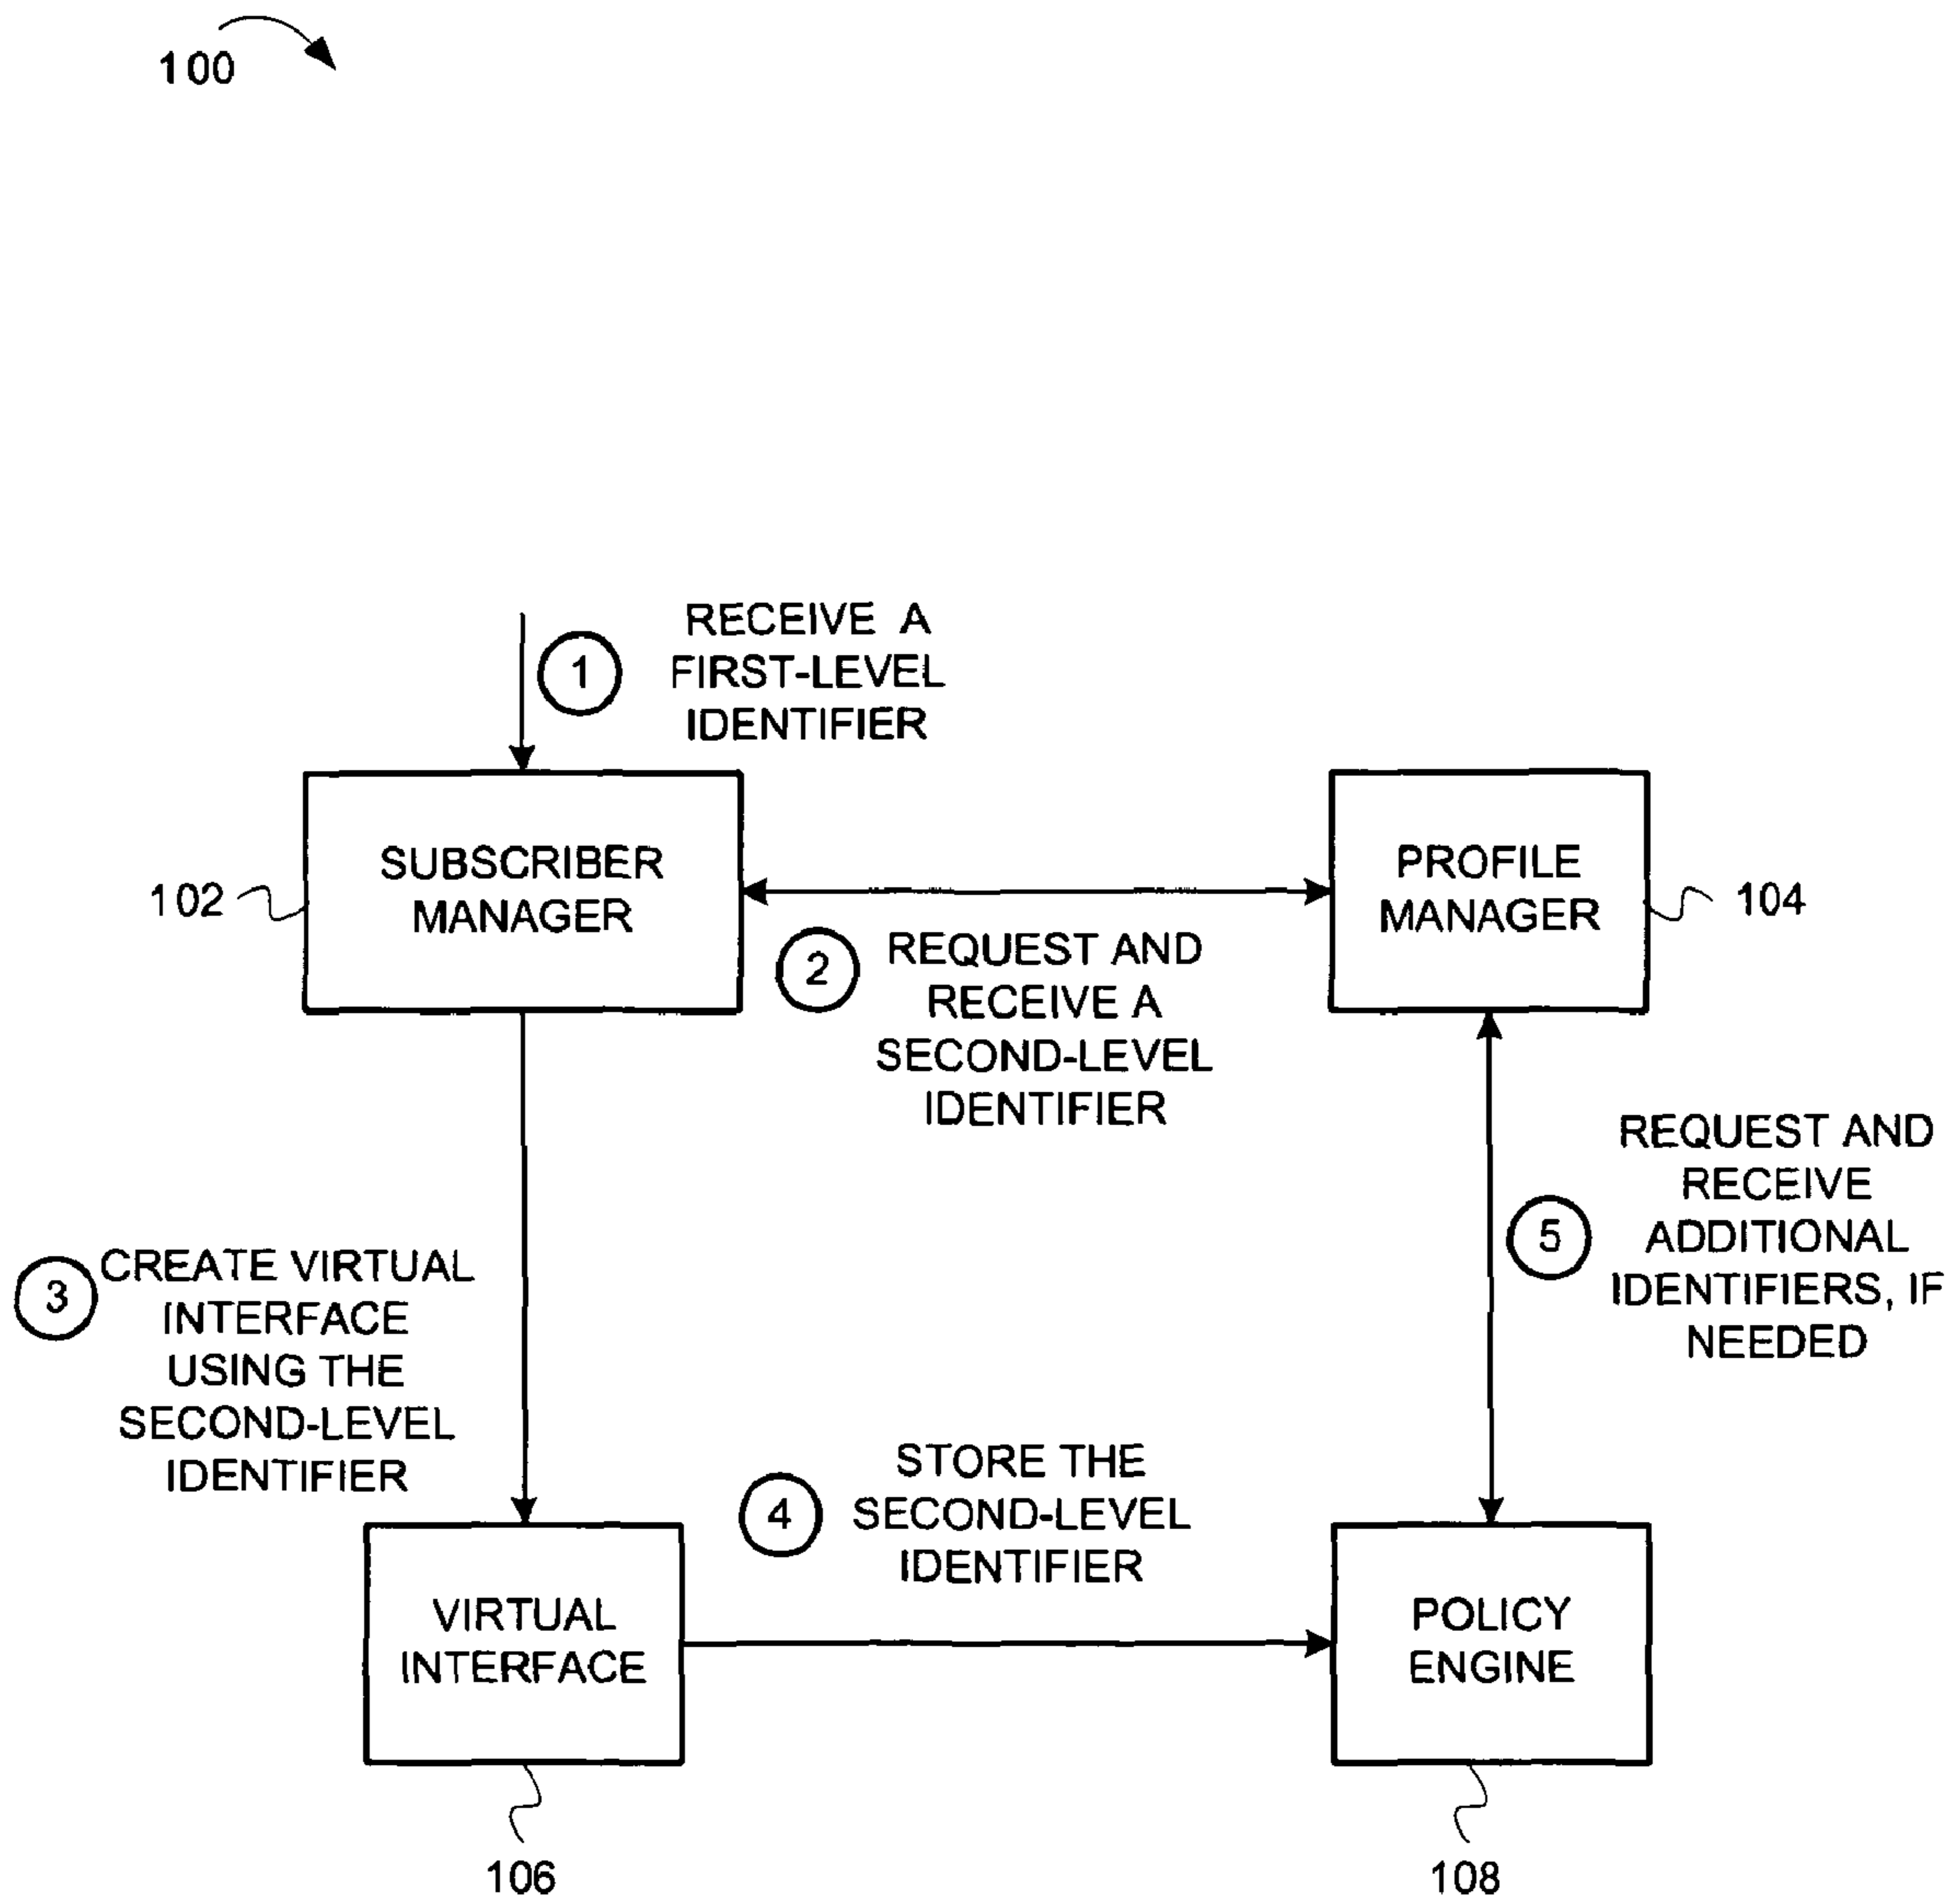 100
1
RECEIVE A
FIRST-LEVEL
IDENTIFIER
SUBSCRIBER
MANAGER
102
PROFILE
MANAGER
104
2
REQUEST AND
RECEIVE A
SECOND-LEVEL
IDENTIFIER
3
CREATE VIRTUAL
INTERFACE
USING THE
SECOND-LEVEL
IDENTIFIER
5
REQUEST AND
RECEIVE
ADDITIONAL
IDENTIFIERS, IF
NEEDED
4
STORE THE
SECOND-LEVEL
IDENTIFIER
VIRTUAL
INTERFACE
106
POLICY
ENGINE
108